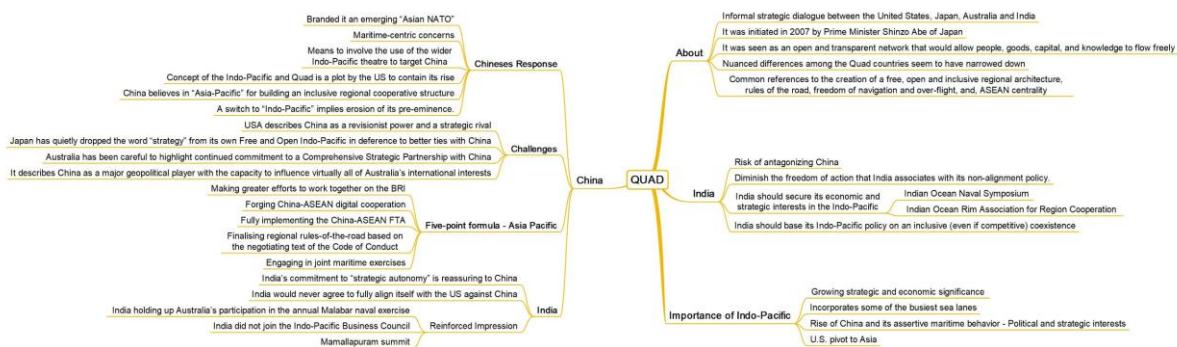 QUAD
About
Informal strategic dialogue between the United States, Japan, Australia and India
It was initiated in 2007 by Prime Minister Shinzo Abe of Japan
It was seen as an open and transparent network that would allow people, goods, capital, and knowledge to flow freely
Nuanced differences among the Quad countries seem to have narrowed down
Common references to the creation of a free, open and inclusive regional architecture,
rules of the road, freedom of navigation and over-flight, and, ASEAN centrality
India
Risk of antagonizing China
Diminish the freedom of action that India associates with its non-alignment policy.
India should secure its economic and
strategic interests in the Indo-Pacific
Indian Ocean Naval Symposium
Indian Ocean Rim Association for Region Cooperation
India should base its Indo-Pacific policy on an inclusive (even if competitive) coexistence
Importance of Indo-Pacific
Growing strategic and economic significance
Incorporates some of the busiest sea lanes
Rise of China and its assertive maritime behavior - Political and strategic interests
U.S. pivot to Asia
China
Chineses Response
Branded it an emerging “Asian NATO”
Maritime-centric concerns
Means to involve the use of the wider
Indo-Pacific theatre to target China
Concept of the Indo-Pacific and Quad is a plot by the US to contain its rise
China believes in “Asia-Pacific” for building an inclusive regional cooperative structure
A switch to “Indo-Pacific” implies erosion of its pre-eminence.
Challenges
USA describes China as a revisionist power and a strategic rival
Japan has quietly dropped the word “strategy” from its own Free and Open Indo-Pacific in deference to better ties with China
Australia has been careful to highlight continued commitment to a Comprehensive Strategic Partnership with China
It describes China as a major geopolitical player with the capacity to influence virtually all of Australia's international interests
Five-point formula - Asia Pacific
Making greater efforts to work together on the BRI
Forging China-ASEAN digital cooperation
Fully implementing the China-ASEAN FTA
Finalising regional rules-of-the-road based on
the negotiating text of the Code of Conduct
Engaging in joint maritime exercises
India
India's commitment to “strategic autonomy” is reassuring to China
India would never agree to fully align itself with the US against China
Reinforced Impression
India holding up Australia's participation in the annual Malabar naval exercise
India did not join the Indo-Pacific Business Council
Mamallapuram summit